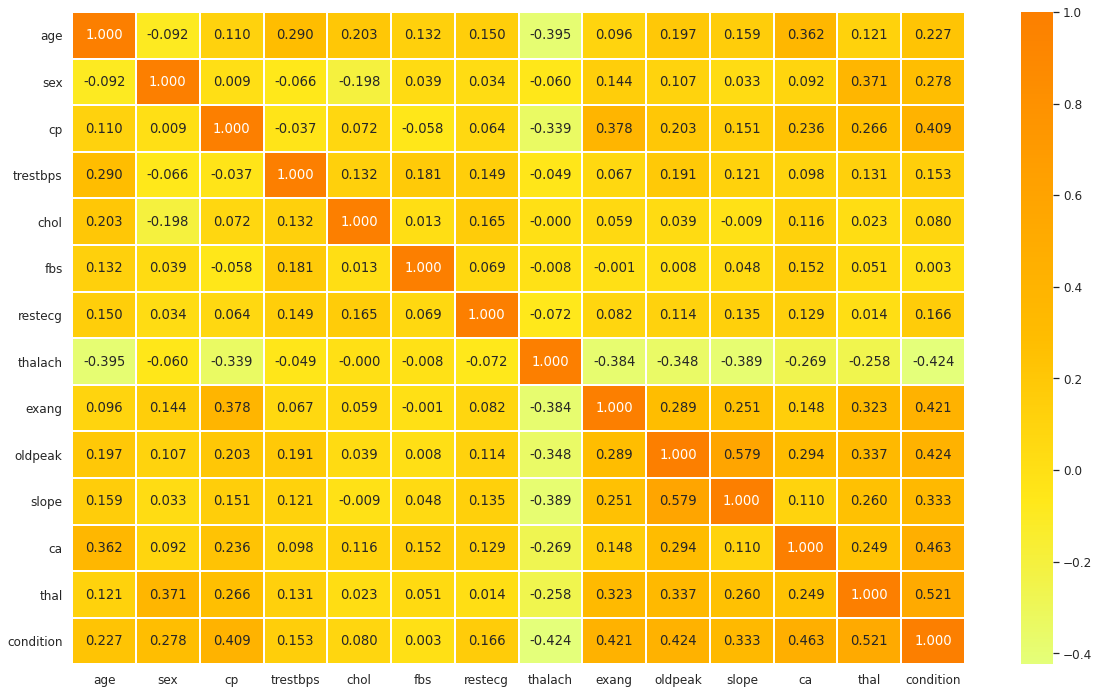 age 1.000 -0.092 0.110 0.290 0.203 0.132 0.150 -0.395 0.096 0.197 0.159 0.362 0.121 0.227
sex -0.092 1.000 0.009 -0.066 -0.198 0.039 0.034 -0.060 0.144 0.107 0.033 0.092 0.371 0.278
cp 0.110 0.009 1.000 -0.037 0.072 -0.058 0.064 -0.339 0.378 0.203 0.151 0.236 0.266 0.409
trestbps 0.290 -0.066 -0.037 1.000 0.132 0.181 0.149 -0.049 0.067 0.191 0.121 0.098 0.131 0.153
chol 0.203 -0.198 0.072 0.132 1.000 0.013 0.165 -0.000 0.059 0.039 -0.009 0.116 0.023 0.080
fbs 0.132 0.039 -0.058 0.181 0.013 1.000 0.069 -0.008 -0.001 0.008 0.048 0.152 0.051 0.003
restecg 0.150 0.034 0.064 0.149 0.165 0.069 1.000 -0.072 0.082 0.114 0.135 0.129 0.014 0.166
thalach -0.395 -0.060 -0.339 -0.049 -0.000 -0.008 -0.072 1.000 -0.384 -0.348 -0.389 -0.269 -0.258 -0.424
exang 0.096 0.144 0.378 0.067 0.059 -0.001 0.082 -0.384 1.000 0.289 0.251 0.148 0.323 0.421
oldpeak 0.197 0.107 0.203 0.191 0.039 0.008 0.114 -0.348 0.289 1.000 0.579 0.294 0.337 0.424
slope 0.159 0.033 0.151 0.121 -0.009 0.048 0.135 -0.389 0.251 0.579 1.000 0.110 0.260 0.333
ca 0.362 0.092 0.236 0.098 0.116 0.152 0.129 -0.269 0.148 0.294 0.110 1.000 0.249 0.463
thal 0.121 0.371 0.266 0.131 0.023 0.051 0.014 -0.258 0.323 0.337 0.260 0.249 1.000 0.521
condition 0.227 0.278 0.409 0.153 0.080 0.003 0.166 -0.424 0.421 0.424 0.333 0.463 0.521 1.000
age sex cp trestbps chol fbs restecg thalach exang oldpeak slope ca thal condition
1.0
0.8
0.6
0.4
0.2
0.0
−0.2
−0.4